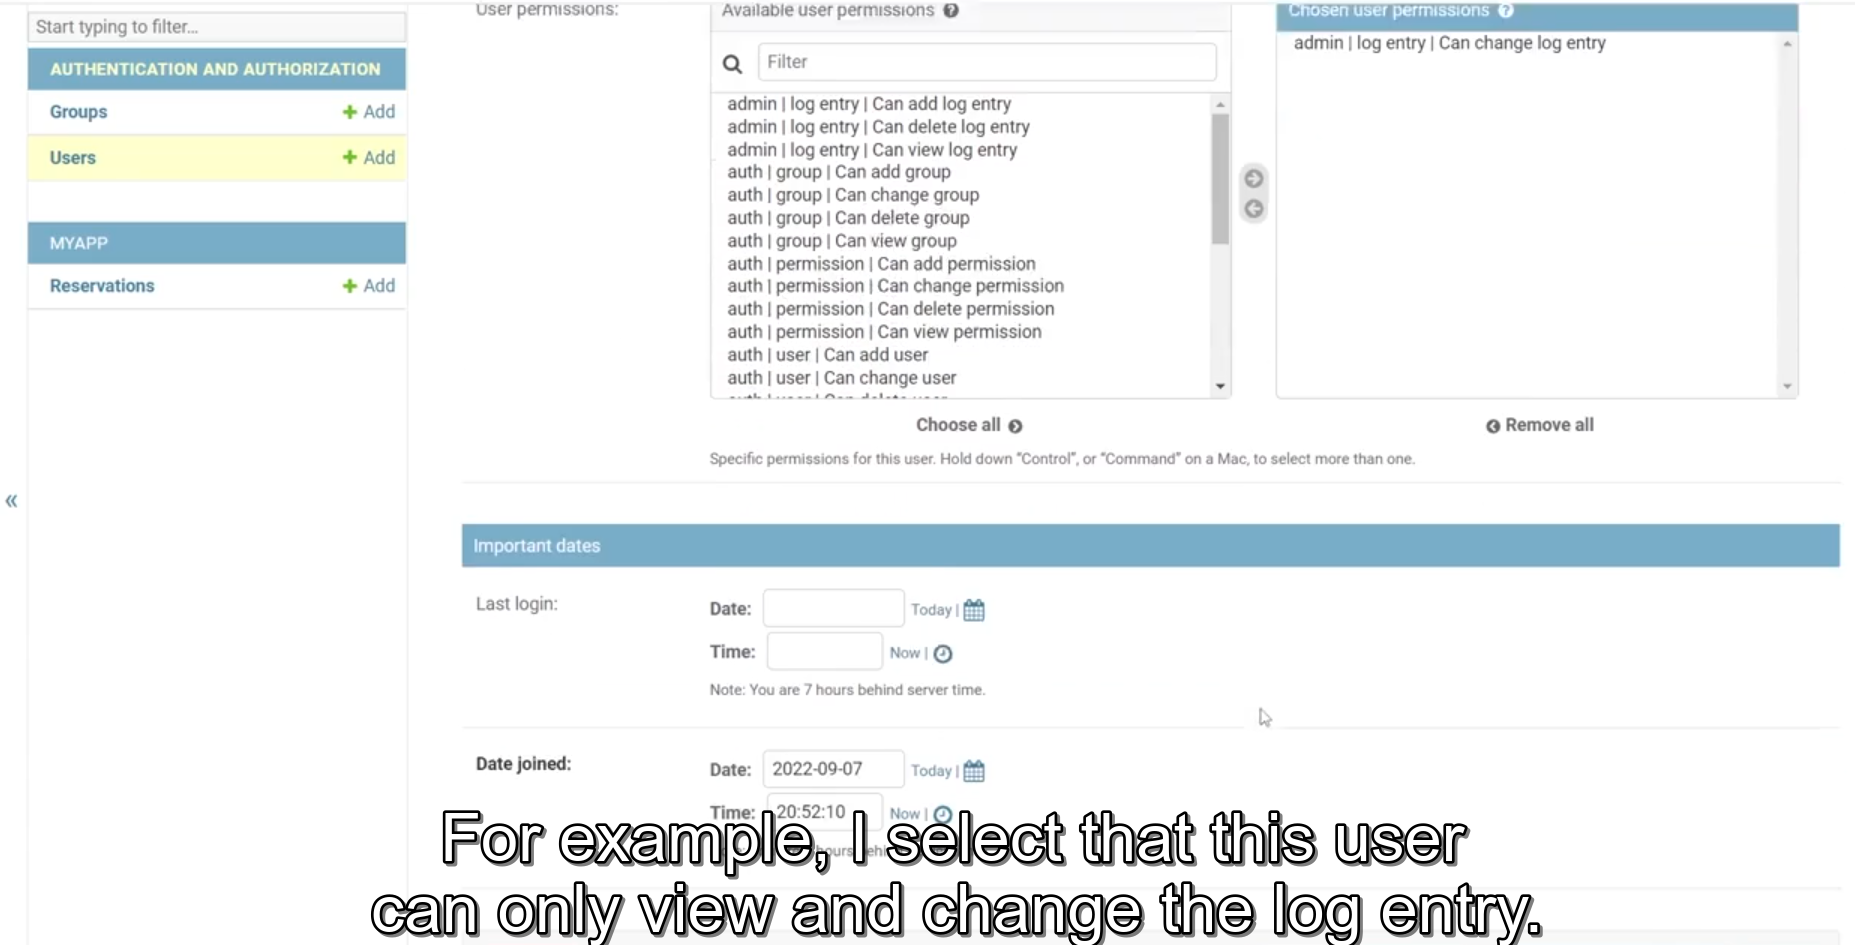 Start typing to filter...
AUTHENTICATION AND AUTHORIZATION
Groups + Add
Users + Add
MYAPP
Reservations + Add
«
User permissions:
Available user permissions ?
Filter
admin | log entry | Can add log entry
admin | log entry | Can delete log entry
admin | log entry | Can view log entry
auth | group | Can add group
auth | group | Can change group
auth | group | Can delete group
auth | group | Can view group
auth | permission | Can add permission
auth | permission | Can change permission
auth | permission | Can delete permission
auth | permission | Can view permission
auth | user | Can add user
auth | user | Can change user
Choose all
Chosen user permissions ?
admin | log entry | Can change log entry
Remove all
Specific permissions for this user. Hold down “Control”, or “Command” on a Mac, to select more than one.
Important dates
Last login:
Date: Today |
Time: Now |
Note: You are 7 hours behind server time.
Date joined:
Date: 2022-09-07 Today |
Time: 20:52:10 Now |
For example, I select that this user
can only view and change the log entry.